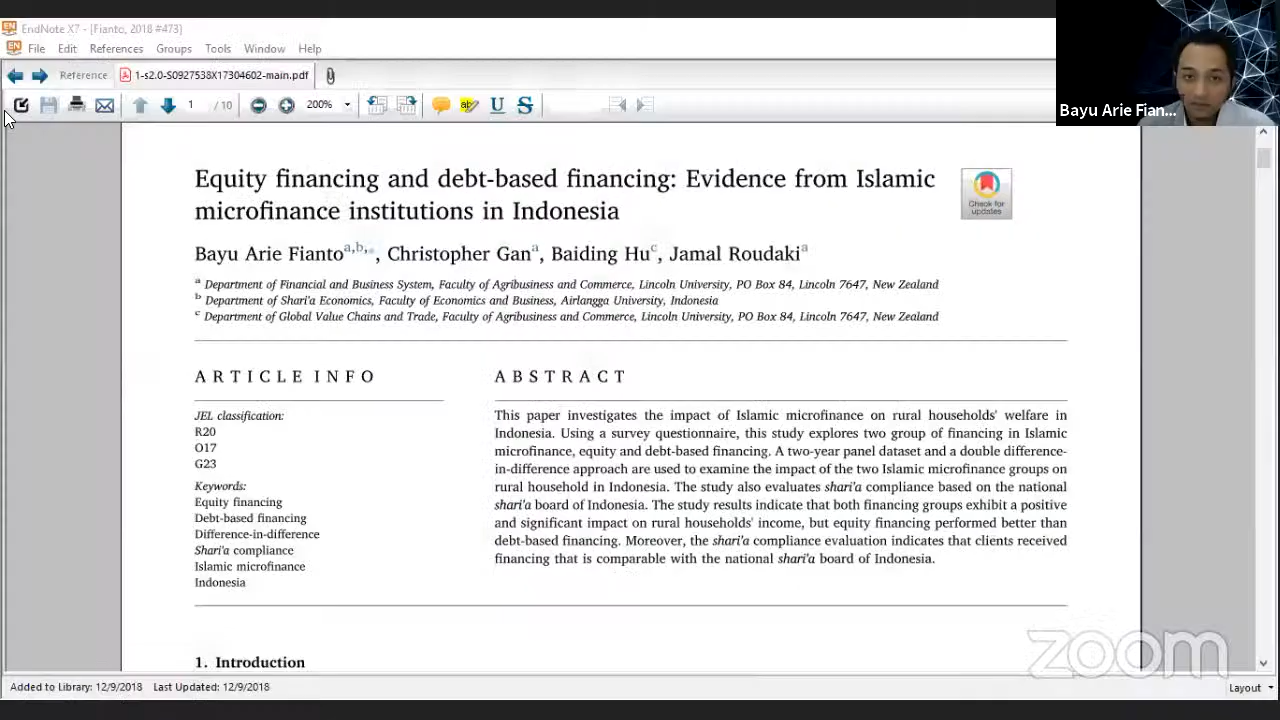 EndNote X7 - [Fianto, 2018 #473]
File Edit References Groups Tools Window Help
Reference 1-s2.0-S0927538X17304602-main.pdf
1 / 10 200%
Bayu Arie Fian...
Equity financing and debt-based financing: Evidence from Islamic
microfinance institutions in Indonesia
Check for
updates
Bayu Arie Fianto a,b,*, Christopher Gan a, Baiding Hu c, Jamal Roudaki a
a Department of Financial and Business System, Faculty of Agribusiness and Commerce, Lincoln University, PO Box 84, Lincoln 7647, New Zealand
b Department of Shari'a Economics, Faculty of Economics and Business, Airlangga University, Indonesia
c Department of Global Value Chains and Trade, Faculty of Agribusiness and Commerce, Lincoln University, PO Box 84, Lincoln 7647, New Zealand
ARTICLE INFO
JEL classification:
R20
O17
G23
Keywords:
Equity financing
Debt-based financing
Difference-in-difference
Shari'a compliance
Islamic microfinance
Indonesia
ABSTRACT
This paper investigates the impact of Islamic microfinance on rural households' welfare in
Indonesia. Using a survey questionnaire, this study explores two group of financing in Islamic
microfinance, equity and debt-based financing. A two-year panel dataset and a double difference-
in-difference approach are used to examine the impact of the two Islamic microfinance groups on
rural household in Indonesia. The study also evaluates shari'a compliance based on the national
shari'a board of Indonesia. The study results indicate that both financing groups exhibit a positive
and significant impact on rural households' income, but equity financing performed better than
debt-based financing. Moreover, the shari'a compliance evaluation indicates that clients received
financing that is comparable with the national shari'a board of Indonesia.
1. Introduction
zoom
Added to Library: 12/9/2018 Last Updated: 12/9/2018
Layout